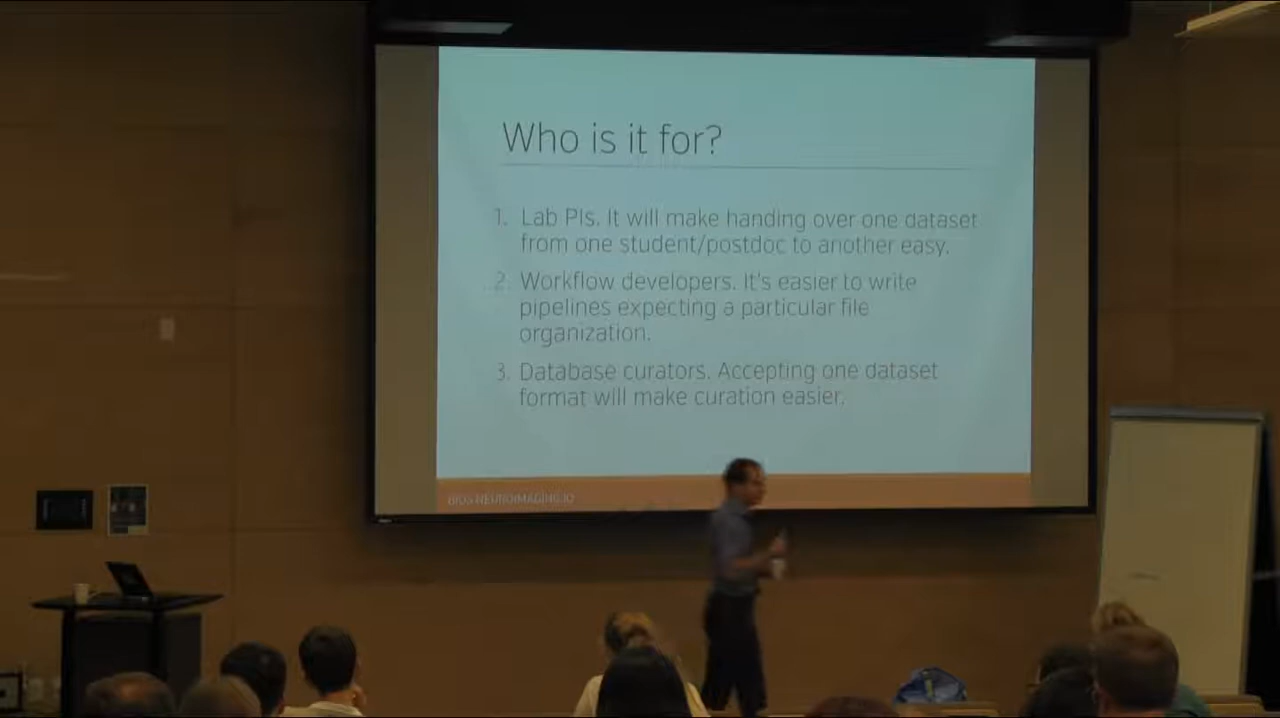 Who is it for?
1. Lab PIs. It will make handing over one dataset
from one student/postdoc to another easy.
2. Workflow developers. It's easier to write
pipelines expecting a particular file
organization.
3. Database curators. Accepting one dataset
format will make curation easier.
BIDS.NEUROIMAGING.IO